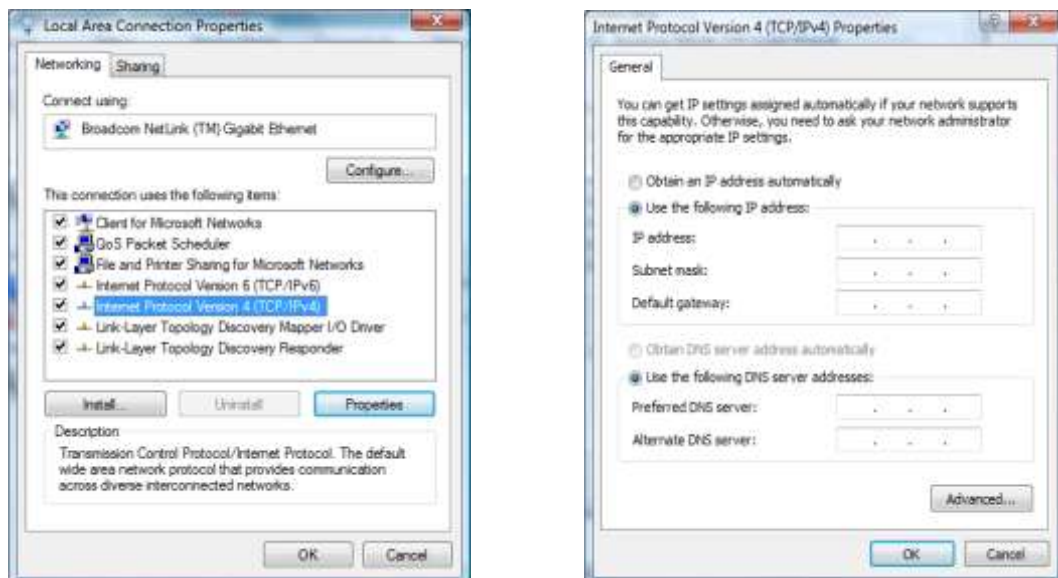 Local Area Connection Properties
Networking
Sharing
Connect using:
Broadcom NetLink (TM) Gigabit Ethernet
Configure...
This connection uses the following items:
Client for Microsoft Networks
QoS Packet Scheduler
File and Printer Sharing for Microsoft Networks
Internet Protocol Version 6 (TCP/IPv6)
Internet Protocol Version 4 (TCP/IPv4)
Link-Layer Topology Discovery Mapper I/O Driver
Link-Layer Topology Discovery Responder
Install...
Uninstall
Properties
Description
Transmission Control Protocol/Internet Protocol. The default
wide area network protocol that provides communication
across diverse interconnected networks.
OK
Cancel
Internet Protocol Version 4 (TCP/IPv4) Properties
General
You can get IP settings assigned automatically if your network supports
this capability. Otherwise, you need to ask your network administrator
for the appropriate IP settings.
Obtain an IP address automatically
Use the following IP address:
IP address:
Subnet mask:
Default gateway:
Obtain DNS server address automatically
Use the following DNS server addresses:
Preferred DNS server:
Alternate DNS server:
Advanced...
OK
Cancel